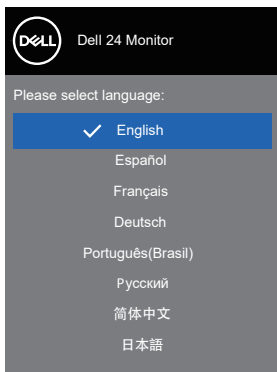 DELL
Dell 24 Monitor
Please select language:
English
Español
Français
Deutsch
Português(Brasil)
Русский
简体中文
日本語